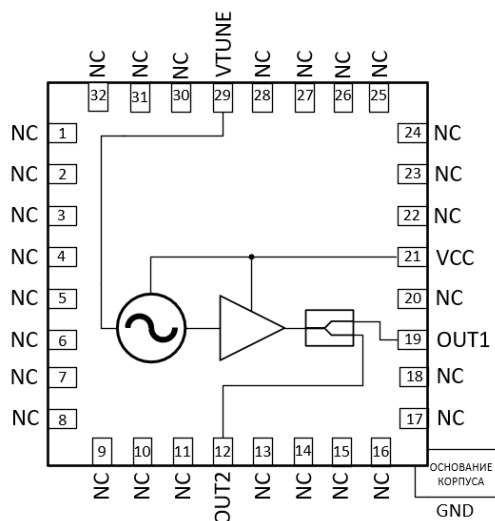 NC NC NC VTUNE NC NC NC NC
32 31 30 29 28 27 26 25
NC 1 24 NC
NC 2 23 NC
NC 3 22 NC
NC 4 21 VCC
NC 5 20 NC
NC 6 19 OUT1
NC 7 18 NC
NC 8 17 NC
9 10 11 12 13 14 15 16
NC NC NC OUT2 NC NC NC NC
ОСНОВАНИЕ
КОРПУСА
GND